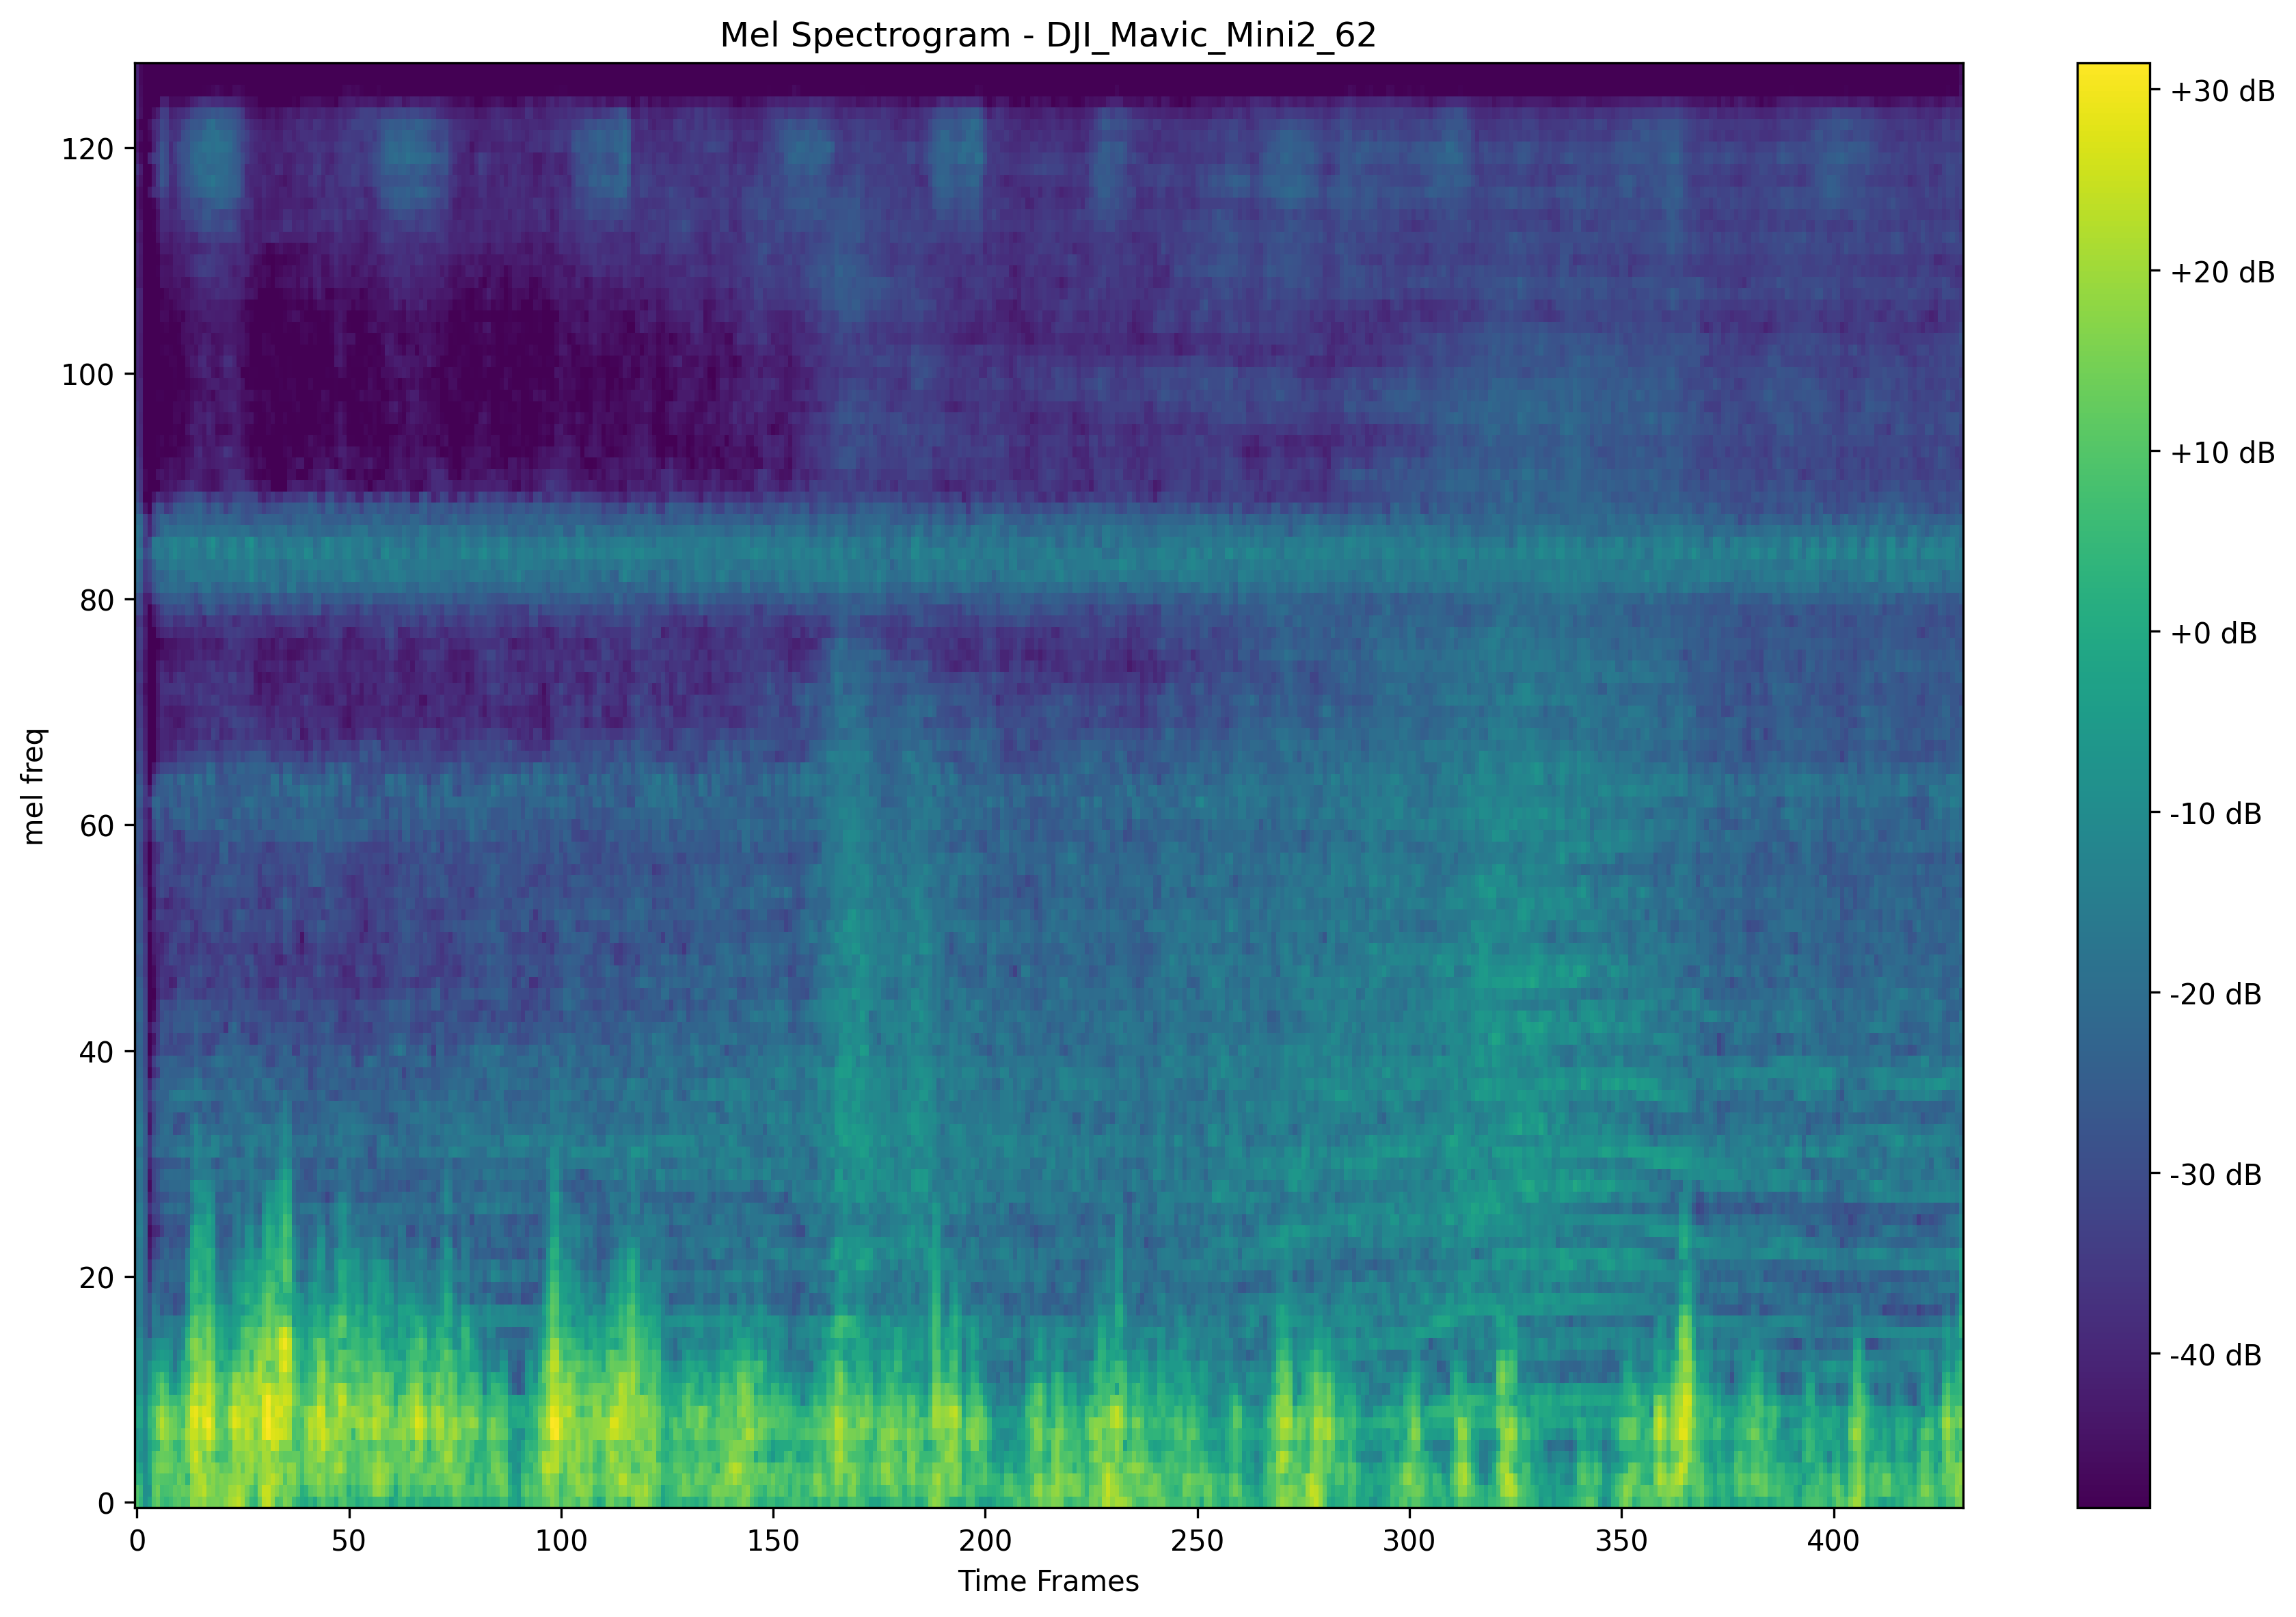 Mel Spectrogram - DJI_Mavic_Mini2_62
mel freq
120
100
80
60
40
20
0
0 50 100 150 200 250 300 350 400
Time Frames
+30 dB
+20 dB
+10 dB
+0 dB
-10 dB
-20 dB
-30 dB
-40 dB